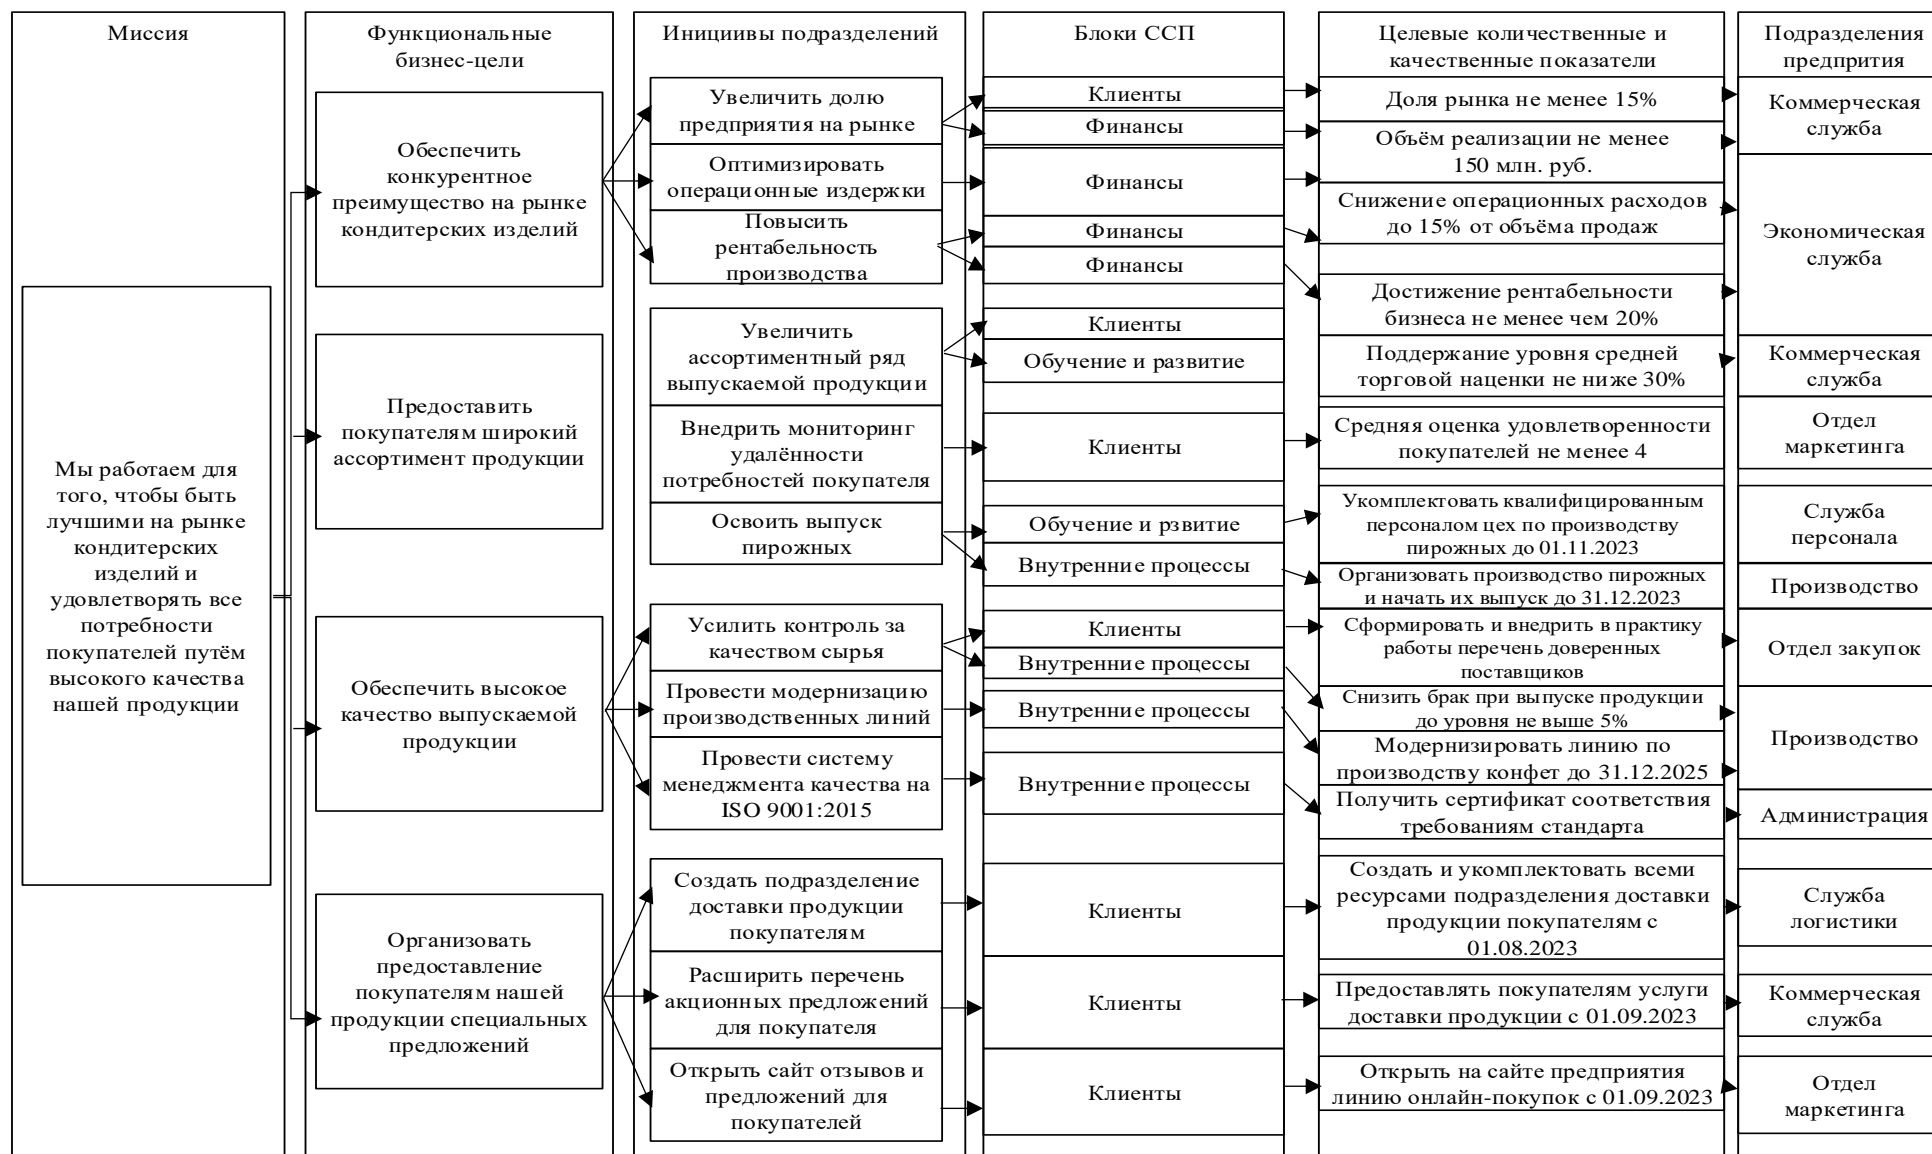 Миссия
Мы работаем для
того, чтобы быть
лучшими на рынке
кондитерских
изделий и
удовлетворять все
потребности
покупателей путём
высокого качества
нашей продукции
Функциональные
бизнес-цели
Обеспечить
конкурентное
преимущество на рынке
кондитерских изделий
Предоставить
покупателям широкий
ассортимент продукции
Обеспечить высокое
качество выпускаемой
продукции
Организовать
предоставление
покупателям нашей
продукции специальных
предложений
Инициивы подразделений
Увеличить долю
предприятия на рынке
Оптимизировать
операционные издержки
Повысить
рентабельность
производства
Увеличить
ассортиментный ряд
выпускаемой продукции
Внедрить мониторинг
удалённости
потребностей покупателя
Освоить выпуск
пирожных
Усилить контроль за
качеством сырья
Провести модернизацию
производственных линий
Провести систему
менеджмента качества на
ISO 9001:2015
Создать подразделение
доставки продукции
покупателям
Расширить перечень
акционных предложений
для покупателя
Открыть сайт отзывов и
предложений для
покупателей
Блоки ССП
Клиенты
Финансы
Финансы
Финансы
Финансы
Клиенты
Обучение и развитие
Клиенты
Обучение и рзвитие
Внутренние процессы
Клиенты
Внутренние процессы
Внутренние процессы
Внутренние процессы
Клиенты
Клиенты
Клиенты
Целевые количественные и
качественные показатели
Доля рынка не менее 15%
Объём реализации не менее
150 млн. руб.
Снижение операционных расходов
до 15% от объёма продаж
Достижение рентабельности
бизнеса не менее чем 20%
Поддержание уровня средней
торговой наценки не ниже 30%
Средняя оценка удовлетворенности
покупателей не менее 4
Укомплектовать квалифицированным
персоналом цех по производству
пирожных до 01.11.2023
Организовать производство пирожных
и начать их выпуск до 31.12.2023
Сформировать и внедрить в практику
работы перечень доверенных
поставщиков
Снизить брак при выпуске продукции
до уровня не выше 5%
Модернизировать линию по
производству конфет до 31.12.2025
Получить сертификат соответствия
требованиям стандарта
Создать и укомплектовать всеми
ресурсами подразделения доставки
продукции покупателям с
01.08.2023
Предоставлять покупателям услуги
доставки продукции с 01.09.2023
Открыть на сайте предприятия
линию онлайн-покупок с 01.09.2023
Подразделения
предпрития
Коммерческая
служба
Экономическая
служба
Коммерческая
служба
Отдел
маркетинга
Служба
персонала
Производство
Отдел закупок
Производство
Администрация
Служба
логистики
Коммерческая
служба
Отдел
маркетинга